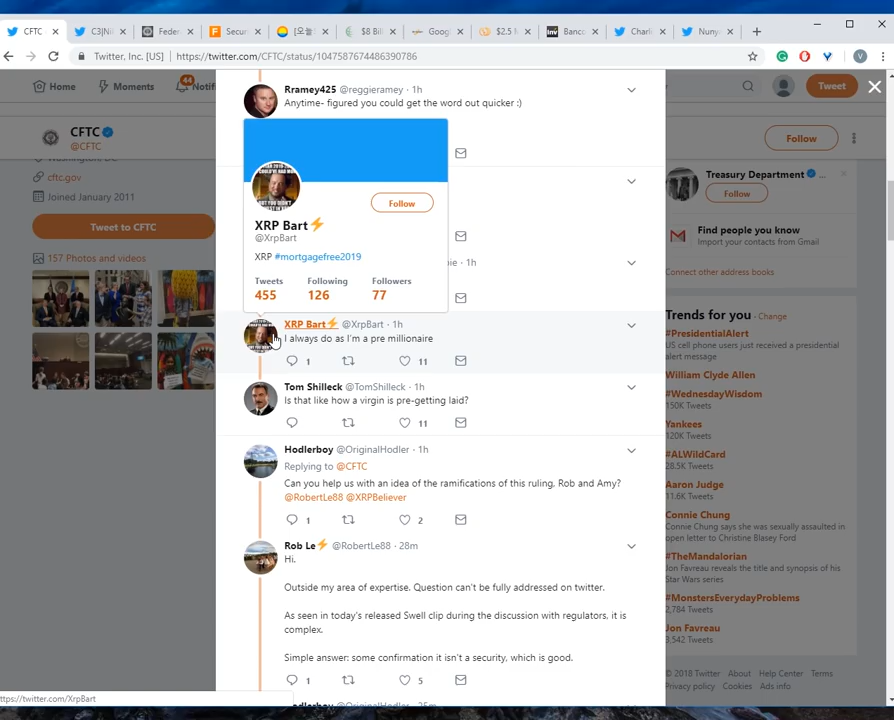 CFTC
C3|Nil
Feder
Securi
[오늘
$8 Bil
Googl
$2.5 M
Banco
Charli
Nuny
Twitter, Inc. [US] | https://twitter.com/CFTC/status/1047587674486390786
V
Home
Moments
44
Notifi
Tweet
CFTC
@CFTC
Follow
cftc.gov
Joined January 2011
Tweet to CFTC
157 Photos and videos
Rramey425 @reggieramey · 1h
Anytime- figured you could get the word out quicker :)
Follow
XRP Bart⚡
@XrpBart
XRP #mortgagefree2019
Tweets Following Followers
455 126 77
ie · 1h
XRP Bart⚡ @XrpBart · 1h
I always do as I'm a pre millionaire
1 11
Tom Shilleck @TomShilleck · 1h
Is that like how a virgin is pre-getting laid?
11
Hodlerboy @OriginalHodler · 1h
Replying to @CFTC
Can you help us with an idea of the ramifications of this ruling, Rob and Amy?
@RobertLe88 @XRPBeliever
1 2
Rob Le⚡ @RobertLe88 · 28m
Hi.
Outside my area of expertise. Question can't be fully addressed on twitter.
As seen in today's released Swell clip during the discussion with regulators, it is
complex.
Simple answer: some confirmation it isn't a security, which is good.
1 5
Treasury Department ...
Follow
Find people you know
Import your contacts from Gmail
Connect other address books
Trends for you · Change
#PresidentialAlert
US cell phone users just received a presidential
alert message
William Clyde Allen
#WednesdayWisdom
150K Tweets
Yankees
120K Tweets
#ALWildCard
28.5K Tweets
Aaron Judge
11.6K Tweets
Connie Chung
Connie Chung says she was sexually assaulted in
open letter to Christine Blasey Ford
#TheMandalorian
Jon Favreau reveals the title and synopsis of his
Star Wars series
#MonstersEverydayProblems
2,784 Tweets
Jon Favreau
3,542 Tweets
© 2018 Twitter About Help Center Terms
Privacy policy Cookies Ads info
https://twitter.com/XrpBart